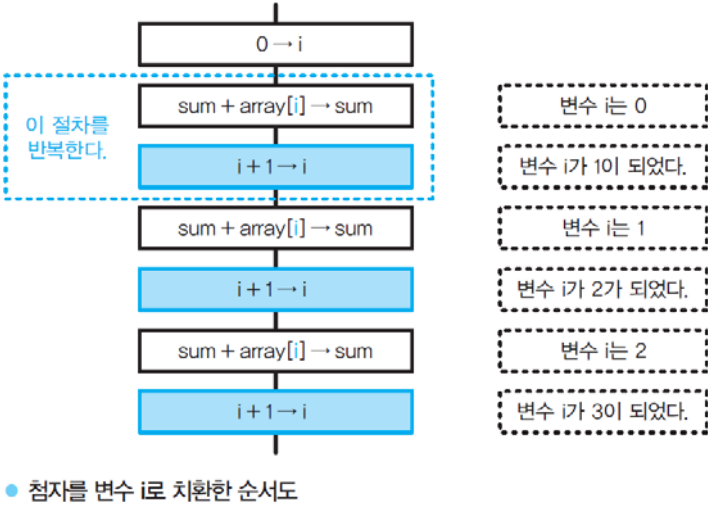 0 → i
이 절차를
반복한다.
sum + array[i] → sum
변수 i는 0
i + 1 → i
변수 i가 1이 되었다.
sum + array[i] → sum
변수 i는 1
i + 1 → i
변수 i가 2가 되었다.
sum + array[i] → sum
변수 i는 2
i + 1 → i
변수 i가 3이 되었다.
● 첨자를 변수 i로 치환한 순서도